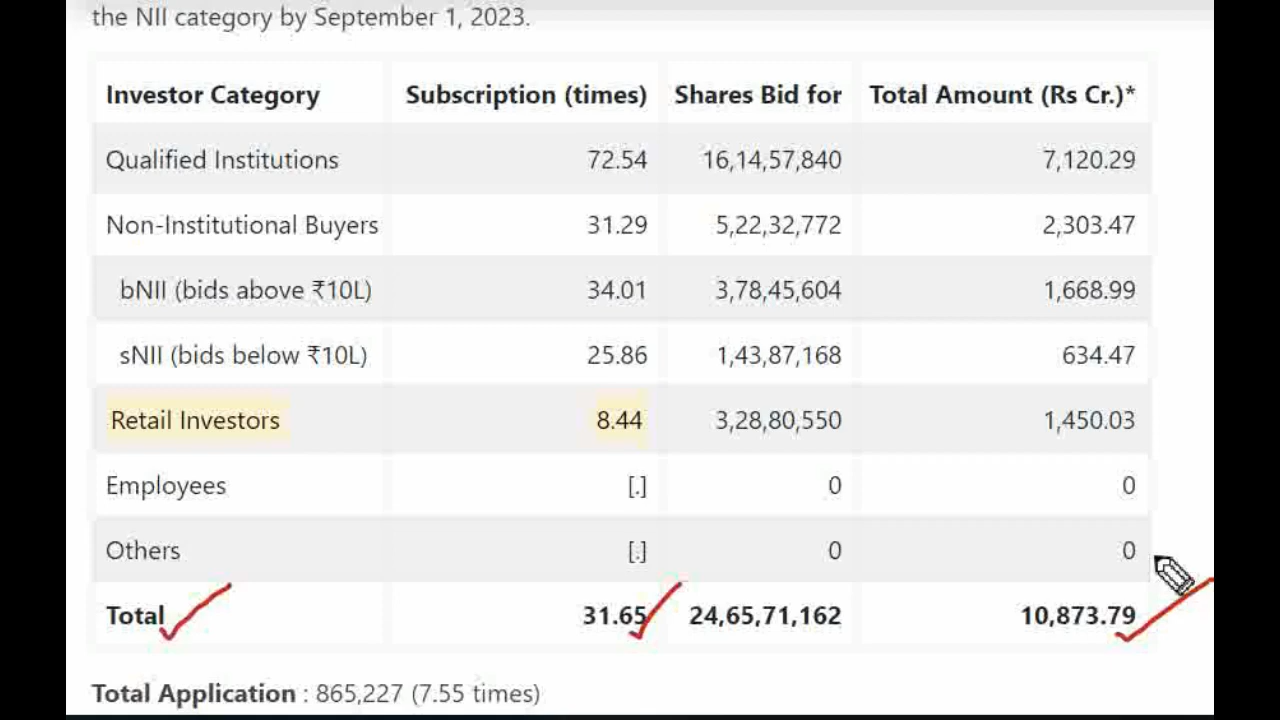 the NII category by September 1, 2023.
Investor Category Subscription (times) Shares Bid for Total Amount (Rs Cr.)*
Qualified Institutions 72.54 16,14,57,840 7,120.29
Non-Institutional Buyers 31.29 5,22,32,772 2,303.47
bNII (bids above ₹10L) 34.01 3,78,45,604 1,668.99
sNII (bids below ₹10L) 25.86 1,43,87,168 634.47
Retail Investors 8.44 3,28,80,550 1,450.03
Employees [.] 0 0
Others [.] 0 0
Total 31.65 24,65,71,162 10,873.79
Total Application : 865,227 (7.55 times)